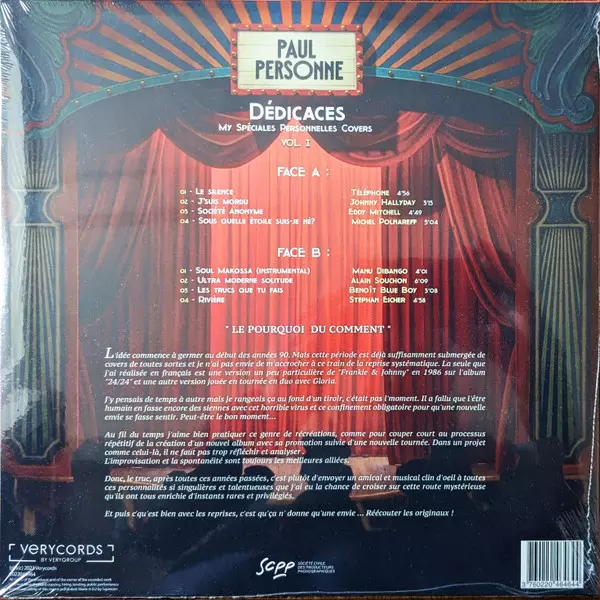 PAUL
PERSONNE
DÉDICACES
MY SPÉCIALES PERSONNELLES COVERS
VOL. I
FACE A :
01 - LE SILENCE TÉLÉPHONE 4'56
02 - J'SUIS MORDU JOHNNY HALLYDAY 3'15
03 - SOCIÉTÉ ANONYME EDDY MITCHELL 4'49
04 - SOUS QUELLE ÉTOILE SUIS-JE NÉ? MICHEL POLNAREFF 5'04
FACE B :
01 - SOUL MAKOSSA (INSTRUMENTAL) MANU DIBANGO 4'01
02 - ULTRA MODERNE SOLITUDE ALAIN SOUCHON 6'09
03 - LES TRUCS QUE TU FAIS BENOÎT BLUE BOY 3'08
04 - RIVIÈRE STEPHAN EICHER 4'58
" LE POURQUOI DU COMMENT "
L'idée commence à germer au début des années 90. Mais cette période est déjà suffisamment submergée de
covers de toutes sortes et je n'ai pas envie de m'accrocher à ce train de la reprise systématique. La seule que
j'ai réalisée en français est une version un peu particulière de "Frankie & Johnny" en 1986 sur l'album
"24/24" et une autre version jouée en tournée en duo avec Gloria.
J'y pensais de temps à autre mais je rangeais ça au fond d'un tiroir, c'était pas l'moment. Il a fallu que l'être
humain en fasse encore des siennes avec cet horrible virus et ce confinement obligatoire pour qu'une nouvelle
envie se fasse sentir. Peut-être le bon moment...
Au fil du temps j'aime bien pratiquer ce genre de récréations, comme pour couper court au processus
répétitif de la création d'un nouvel album avec sa promotion suivie d'une nouvelle tournée. Dans un projet
comme celui-là, il ne faut pas trop réfléchir et analyser .
L'improvisation et la spontanéité sont toujours les meilleures alliées.
Donc, le truc, après toutes ces années passées, c'est plutôt d'envoyer un amical et musical clin d'oeil à toutes
ces personnalités si singulières et talentueuses que j'ai eu la chance de croiser sur cette route mystérieuse
qu'ils ont tous enrichie d'instants rares et privilégiés.
Et puis c'qu'est bien avec les reprises, c'est qu'ça n' donne qu'une envie ... Réécouter les originaux !
VERYCORDS
BY VERYGROUP
Verycords
scpp
SOCIÉTÉ CIVILE
DES PRODUCTEURS
PHONOGRAPHIQUES
3 760220 464644